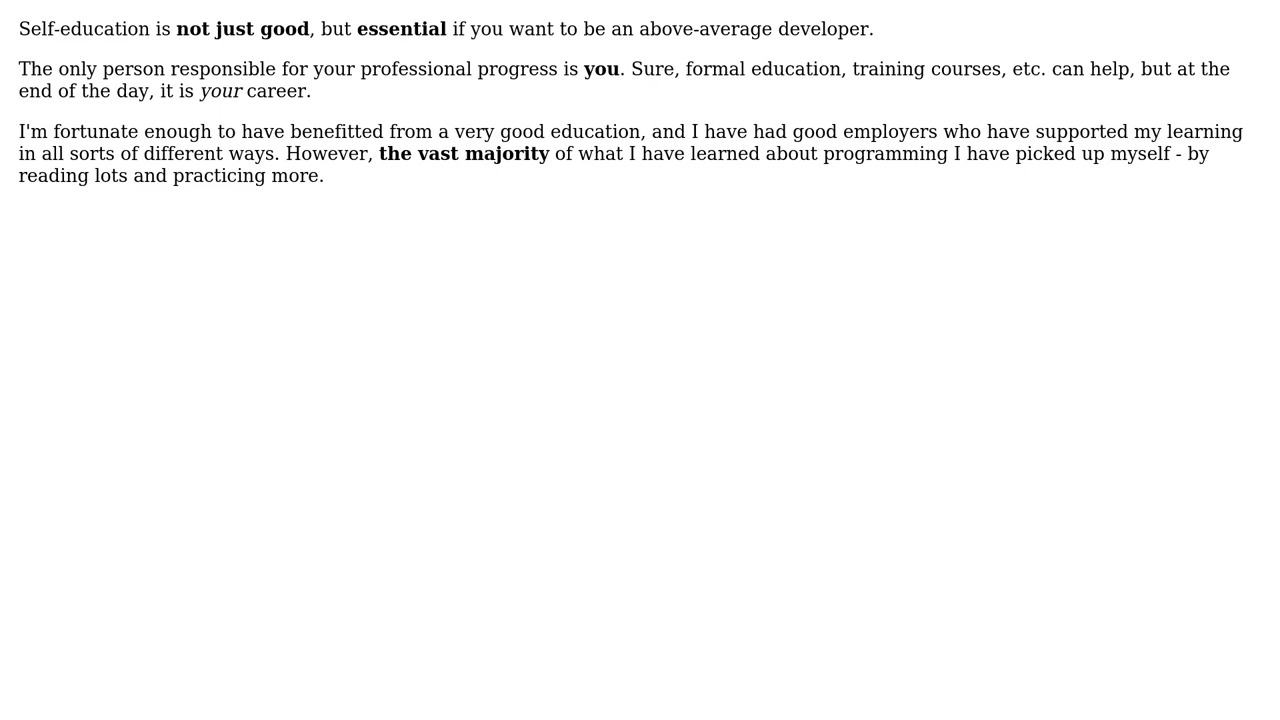 Self-education is not just good, but essential if you want to be an above-average developer.
The only person responsible for your professional progress is you. Sure, formal education, training courses, etc. can help, but at the
end of the day, it is your career.
I'm fortunate enough to have benefitted from a very good education, and I have had good employers who have supported my learning
in all sorts of different ways. However, the vast majority of what I have learned about programming I have picked up myself - by
reading lots and practicing more.